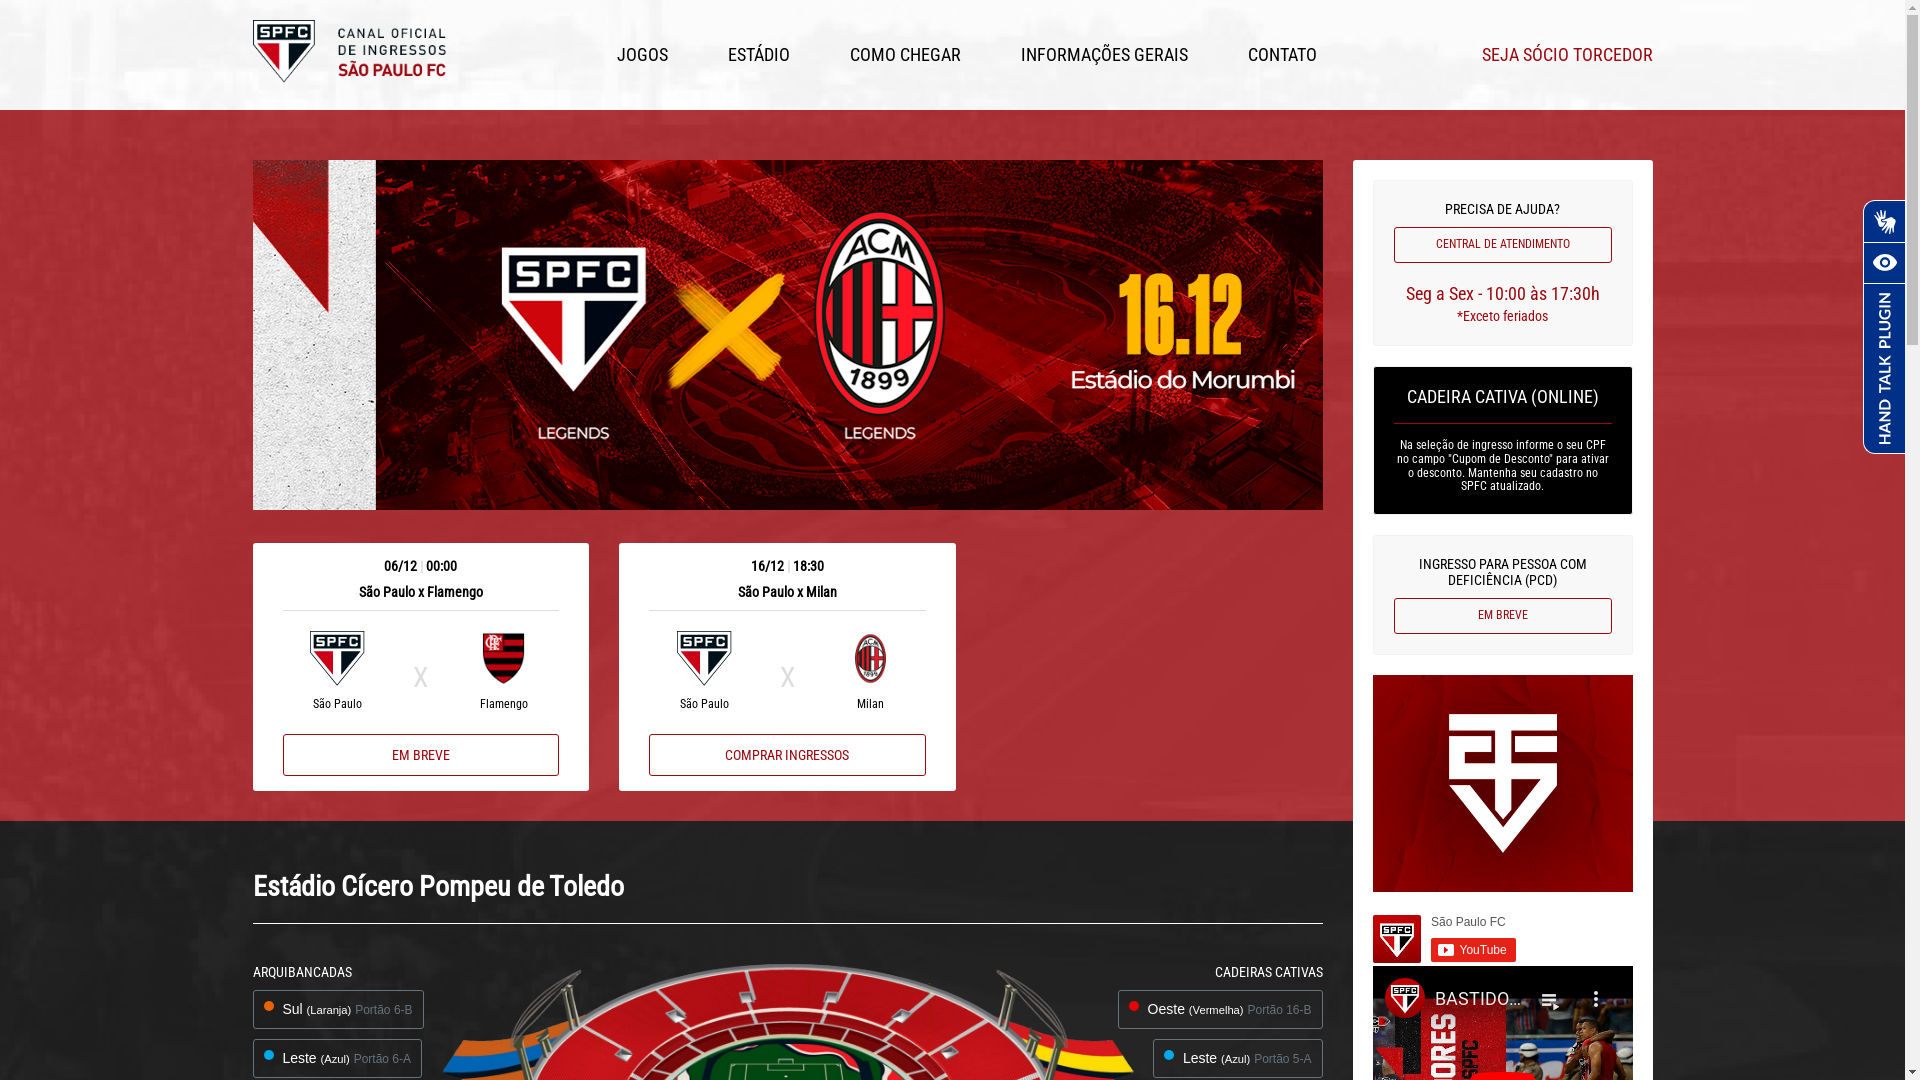 SPFC
CANAL OFICIAL
DE INGRESSOS
SÃO PAULO FC
JOGOS
ESTÁDIO
COMO CHEGAR
INFORMAÇÕES GERAIS
CONTATO
SEJA SÓCIO TORCEDOR
SPFC
LEGENDS
ACM
1899
LEGENDS
16.12
Estádio do Morumbi
06/12 | 00:00
São Paulo x Flamengo
SPFC
São Paulo
X
Flamengo
EM BREVE
16/12 | 18:30
São Paulo x Milan
SPFC
São Paulo
X
ACM
Milan
COMPRAR INGRESSOS
PRECISA DE AJUDA?
CENTRAL DE ATENDIMENTO
Seg a Sex - 10:00 às 17:30h
*Exceto feriados
CADEIRA CATIVA (ONLINE)
Na seleção de ingresso informe o seu CPF
no campo "Cupom de Desconto" para ativar
o desconto. Mantenha seu cadastro no
SPFC atualizado.
INGRESSO PARA PESSOA COM
DEFICIÊNCIA (PCD)
EM BREVE
HAND TALK PLUGIN
SPFC
São Paulo FC
YouTube
SPFC
BASTIDO...
SPFC
Estádio Cícero Pompeu de Toledo
ARQUIBANCADAS
Sul (Laranja) Portão 6-B
Leste (Azul) Portão 6-A
CADEIRAS CATIVAS
Oeste (Vermelha) Portão 16-B
Leste (Azul) Portão 5-A